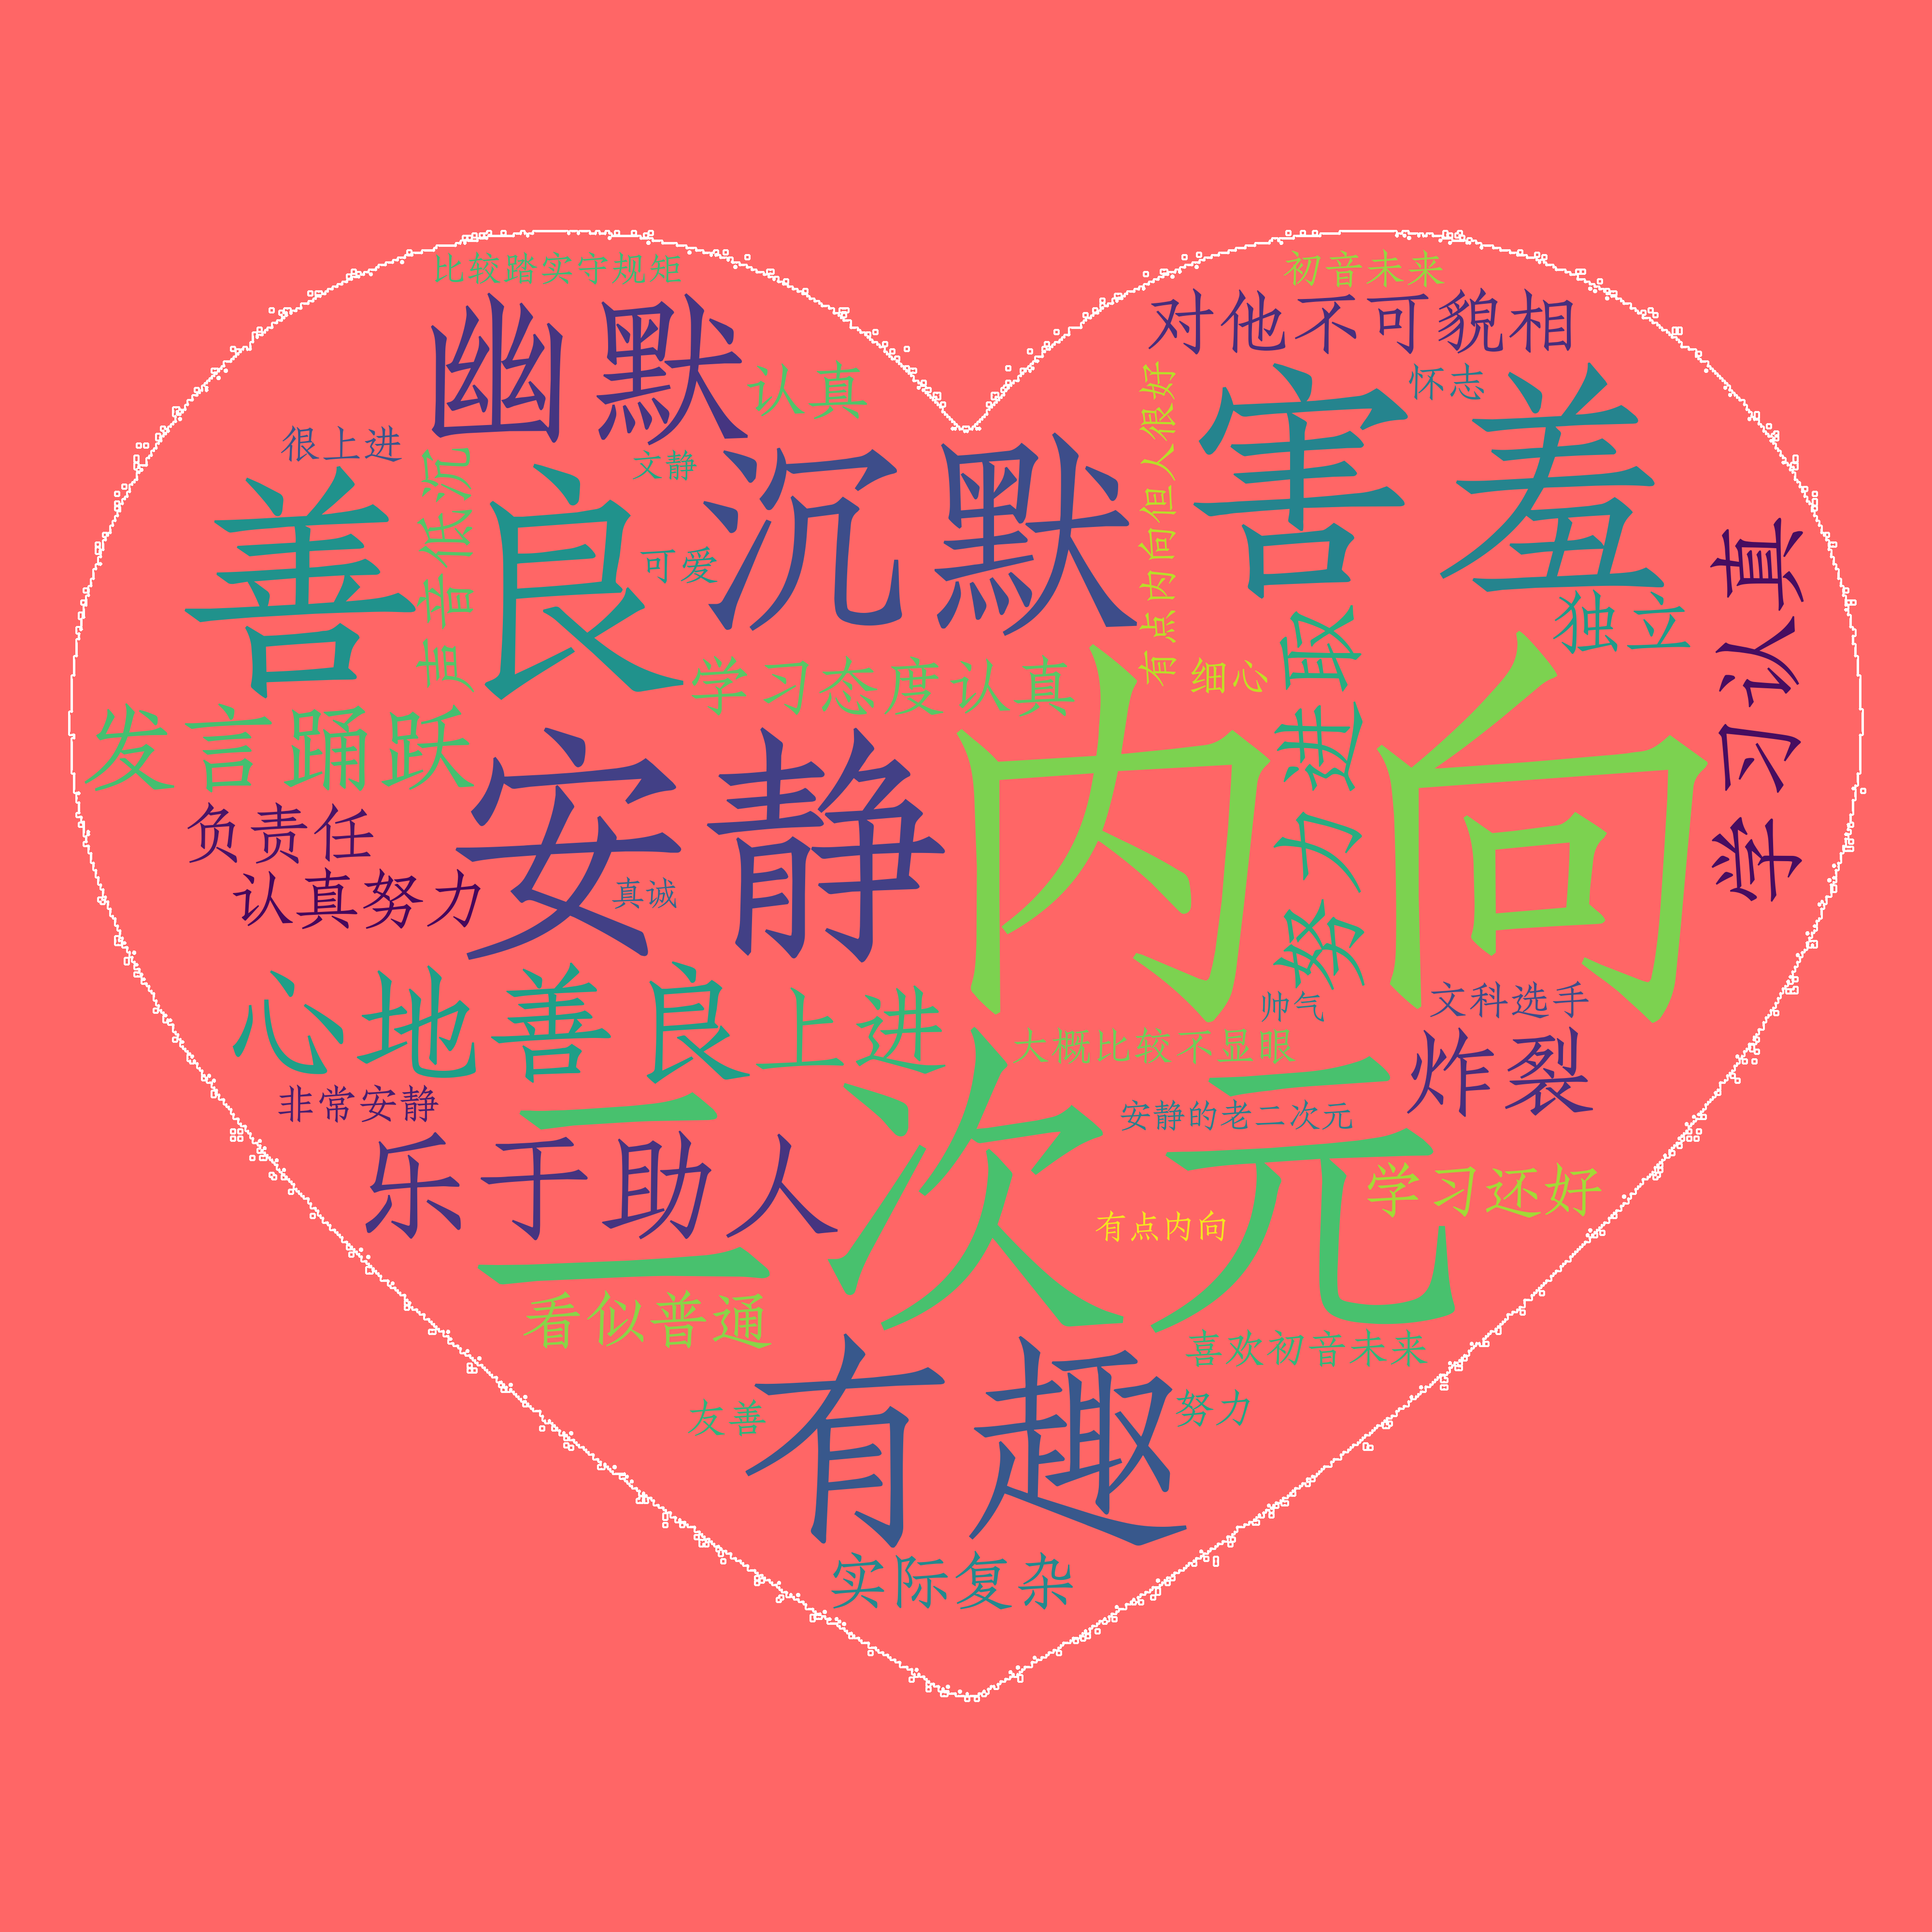 比较踏实守规矩
初音未来
幽默
对他不可貌相
认真
害羞
怀志
有点内向但人很好
很上进
声音低沉
文静
沉默
善良
可爱
独立
学习认真
努力进取
学习态度认真
细心
内向
发言踊跃
安静
负责任
认真努力
真诚
心地善良
上进
帅气
文科选手
大概比较不显眼
炸裂
非常安静
二次元
安静的老二次元
乐于助人
学习还好
有点内向
看似普通
喜欢初音未来
有趣
友善
努力
实际复杂